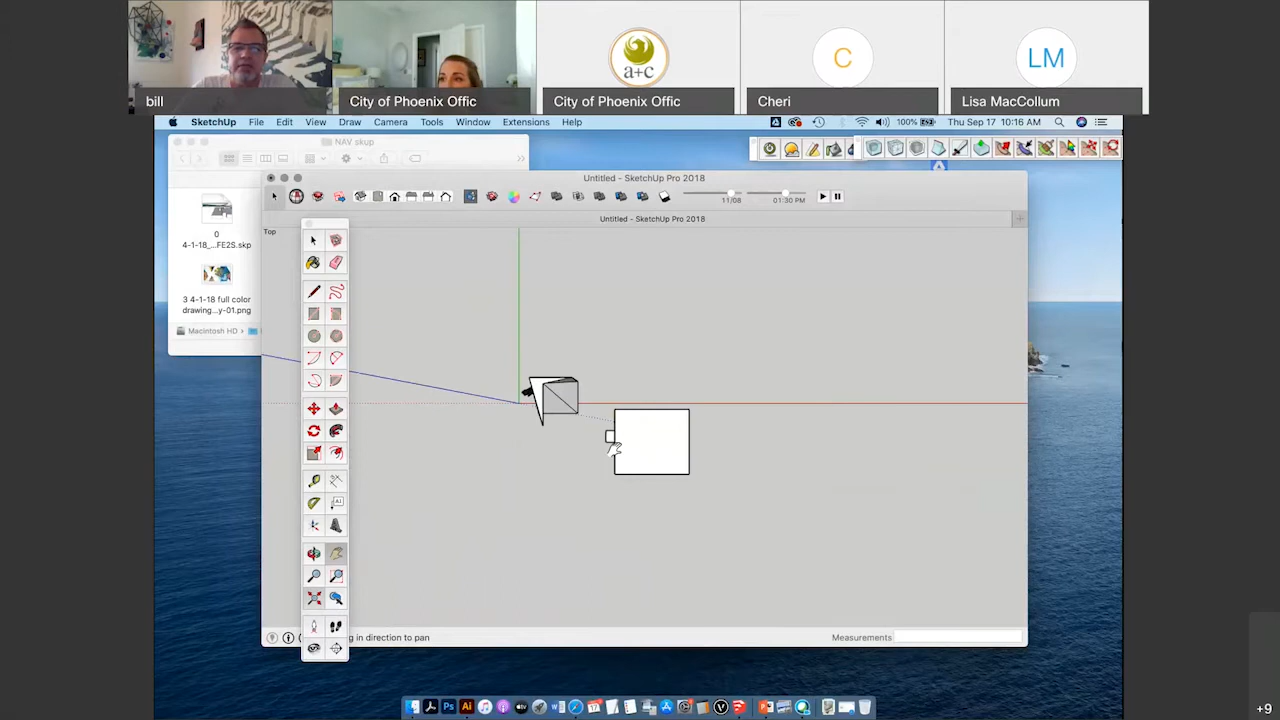 a+c
C
LM
bill
City of Phoenix Offic
City of Phoenix Offic
Cheri
Lisa MacCollum
SketchUp File Edit View Draw Camera Tools Window Extensions Help
100% Thu Sep 17 10:16 AM
NAV skup
Untitled - SketchUp Pro 2018
11/08
01:30 PM
Untitled - SketchUp Pro 2018
Top
0
4-1-18_...FE2S.skp
3 4-1-18 full color
drawing...y-01.png
Macintosh HD
g in direction to pan
Measurements
+9